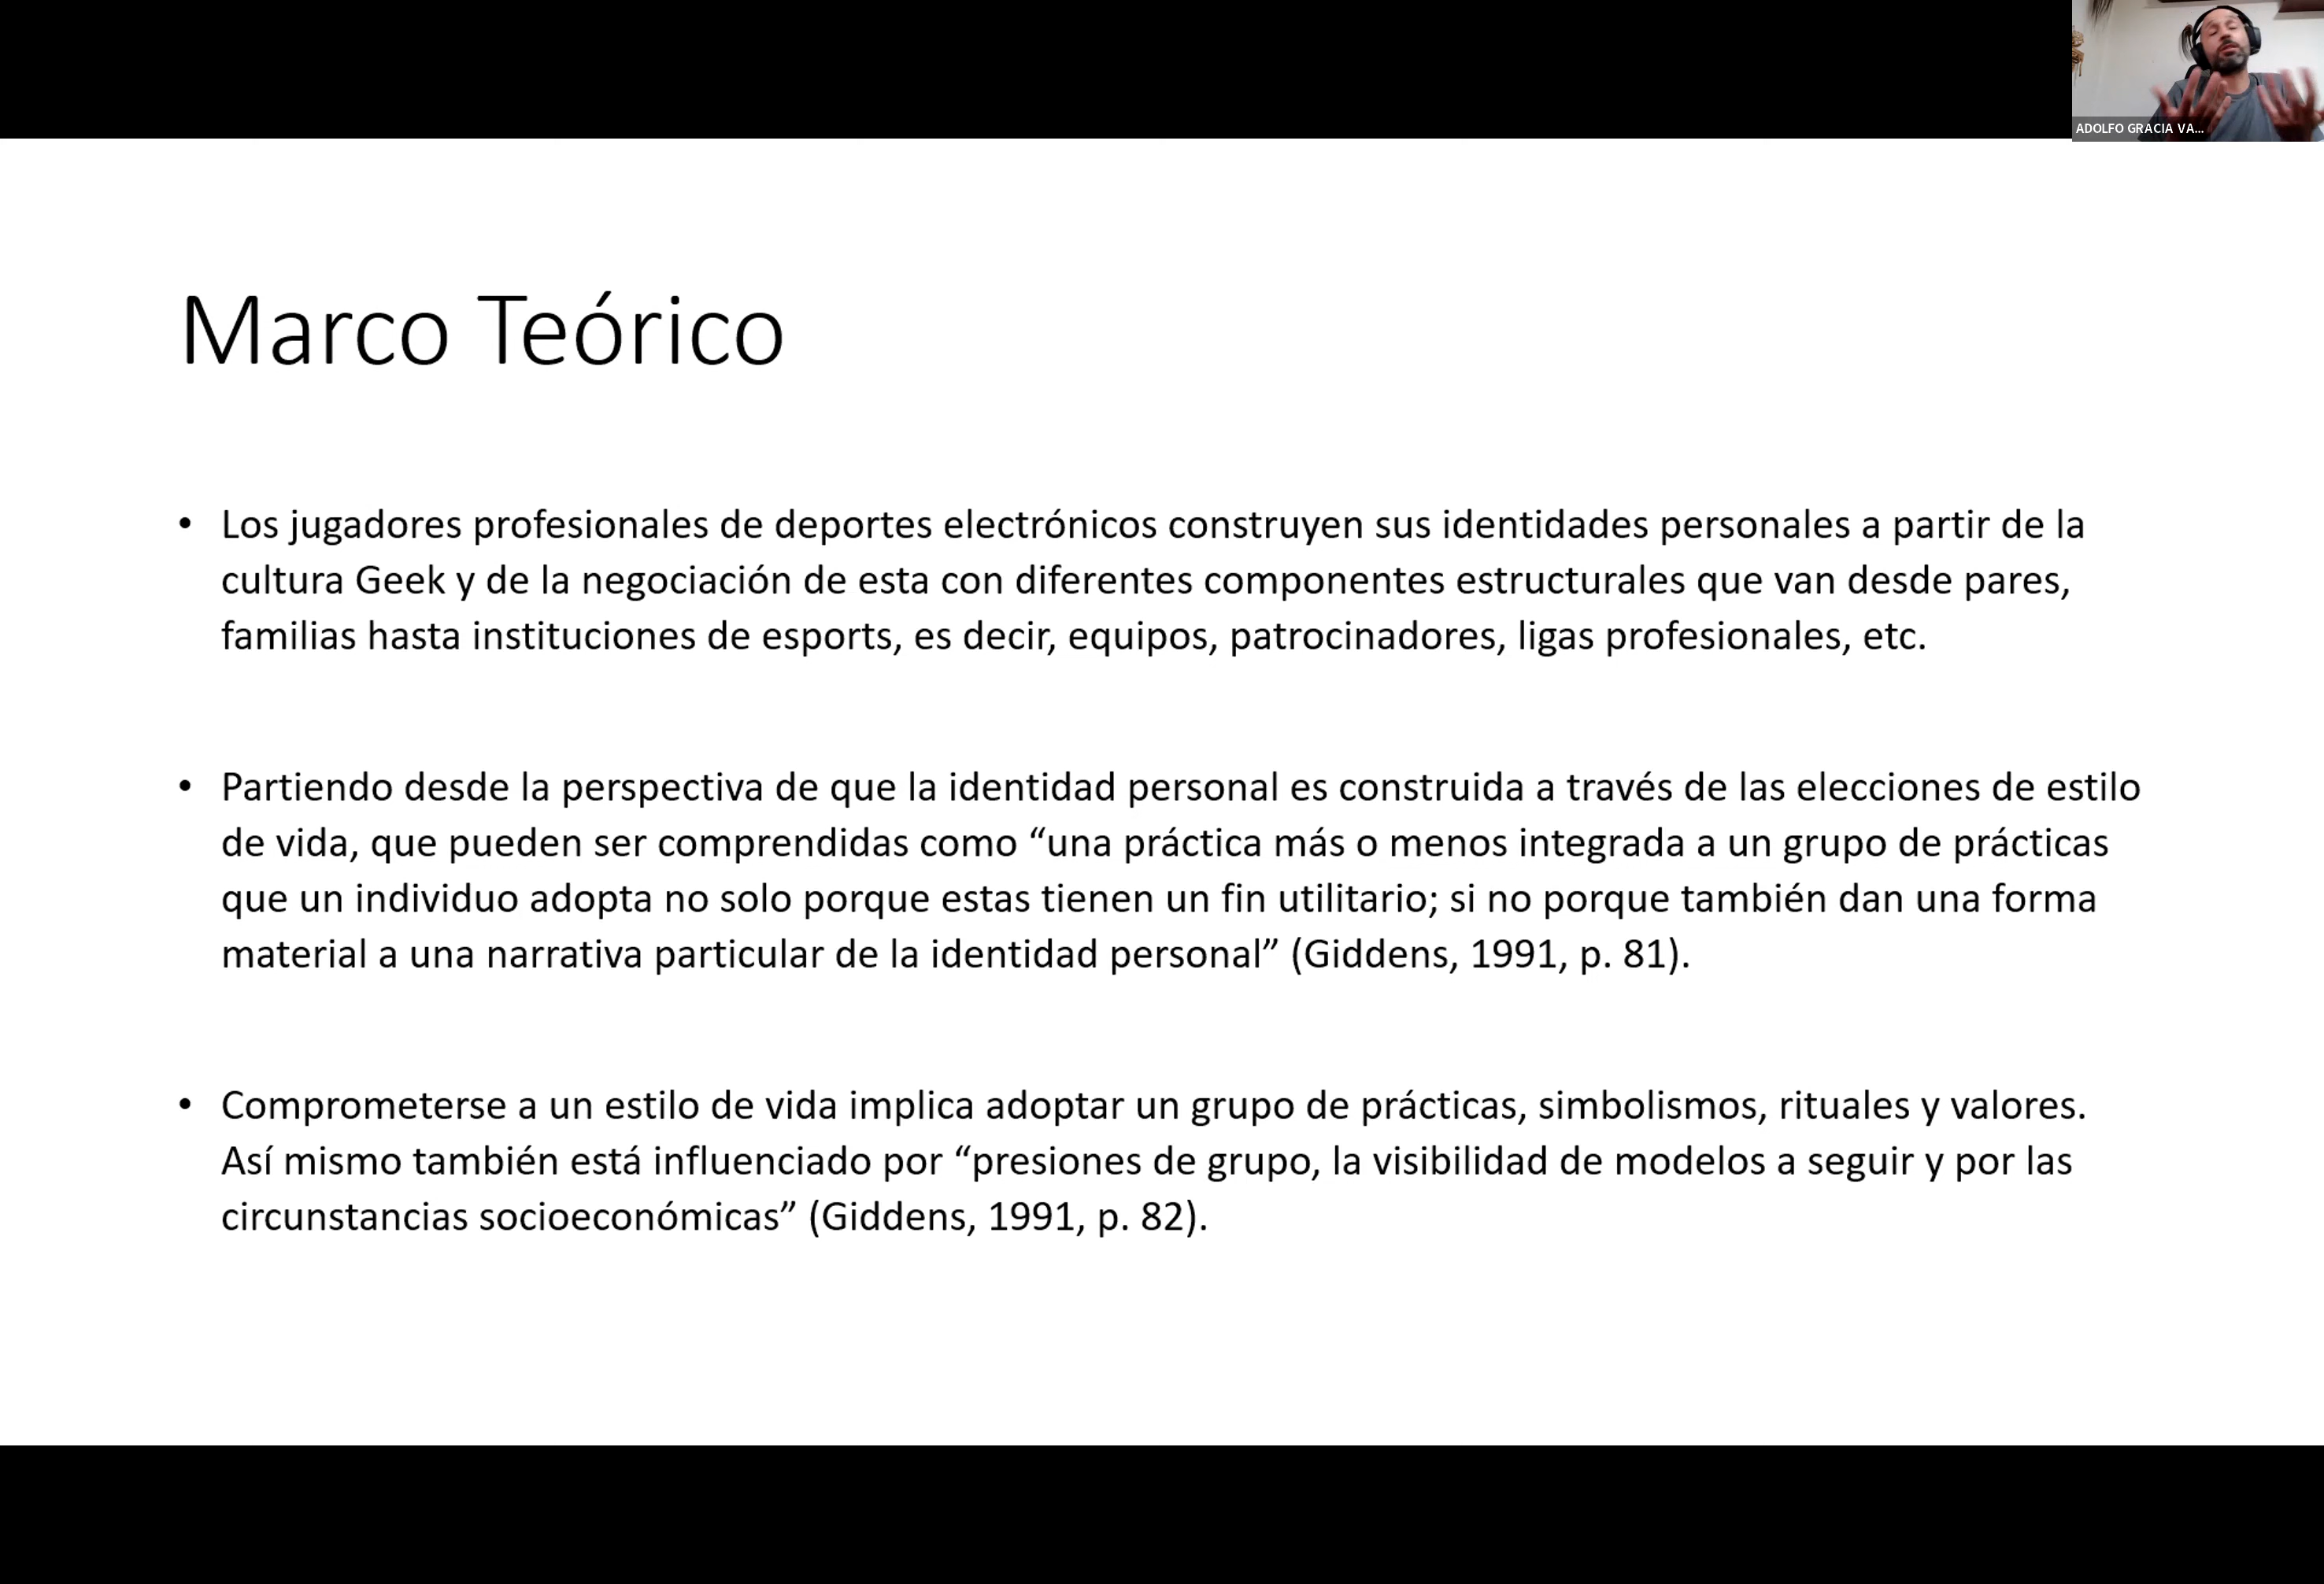 ADOLFO GRACIA VA...
Marco Teórico
• Los jugadores profesionales de deportes electrónicos construyen sus identidades personales a partir de la
cultura Geek y de la negociación de esta con diferentes componentes estructurales que van desde pares,
familias hasta instituciones de esports, es decir, equipos, patrocinadores, ligas profesionales, etc.
• Partiendo desde la perspectiva de que la identidad personal es construida a través de las elecciones de estilo
de vida, que pueden ser comprendidas como “una práctica más o menos integrada a un grupo de prácticas
que un individuo adopta no solo porque estas tienen un fin utilitario; si no porque también dan una forma
material a una narrativa particular de la identidad personal” (Giddens, 1991, p. 81).
• Comprometerse a un estilo de vida implica adoptar un grupo de prácticas, simbolismos, rituales y valores.
Así mismo también está influenciado por “presiones de grupo, la visibilidad de modelos a seguir y por las
circunstancias socioeconómicas” (Giddens, 1991, p. 82).